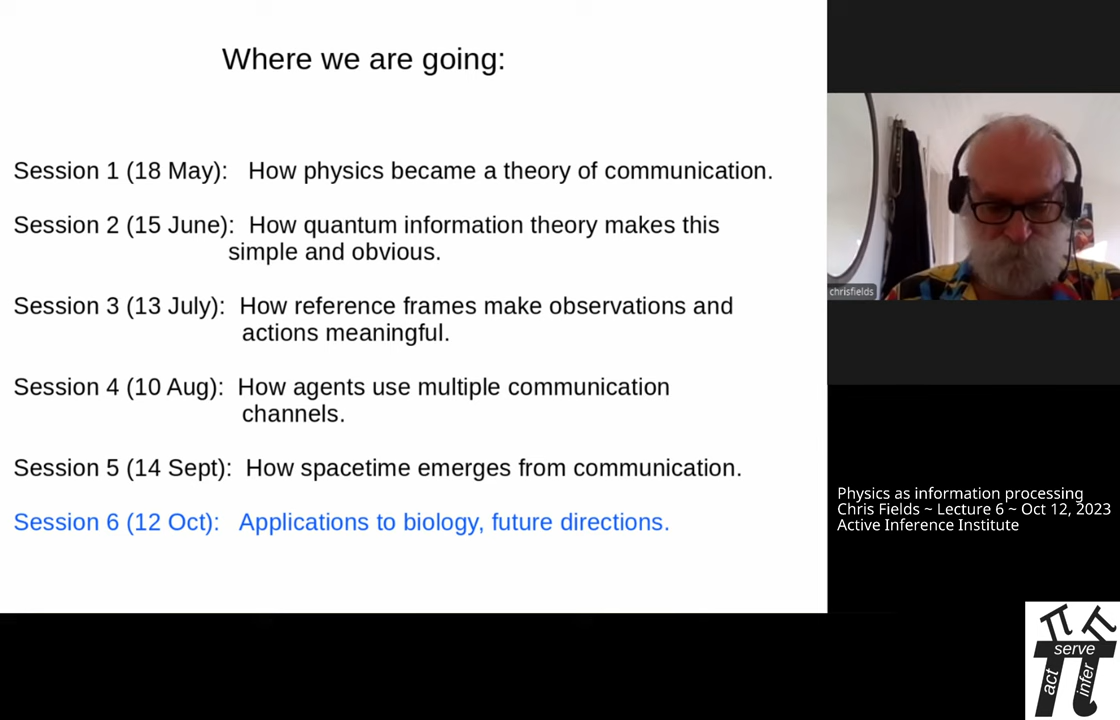 Where we are going:
Session 1 (18 May): How physics became a theory of communication.
Session 2 (15 June): How quantum information theory makes this
simple and obvious.
Session 3 (13 July): How reference frames make observations and
actions meaningful.
Session 4 (10 Aug): How agents use multiple communication
channels.
Session 5 (14 Sept): How spacetime emerges from communication.
Session 6 (12 Oct): Applications to biology, future directions.
chrisfields
Physics as information processing
Chris Fields ~ Lecture 6 ~ Oct 12, 2023
Active Inference Institute
serve
act
infer